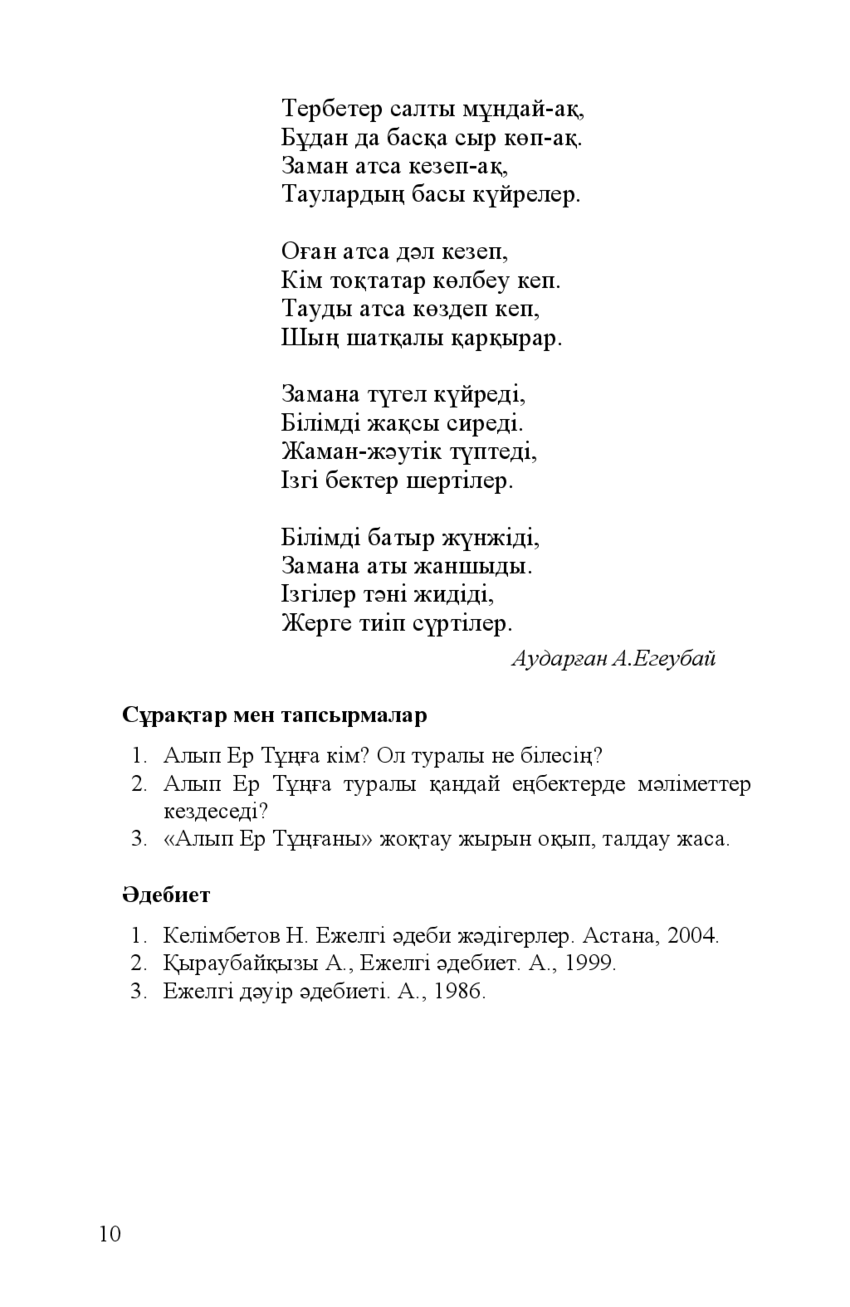 Тербетер салты мұндай-ақ,
Бұдан да басқа сыр көп-ақ.
Заман атса кезеп-ақ,
Таулардың басы күйрелер.
Оған атса дәл кезеп,
Кім тоқтатар көлбеу кеп.
Тауды атса көздеп кеп,
Шың шатқалы қарқырар.
Замана түгел күйреді,
Білімді жақсы сиреді.
Жаман-жәутік түптеді,
Ізгі бектер шертілер.
Білімді батыр жүнжіді,
Замана аты жаншыды.
Ізгілер тәні жидіді,
Жерге тиіп сүртілер.
Аударған А.Егеубай
Сұрақтар мен тапсырмалар
1. Алып Ер Тұңға кім? Ол туралы не білесің?
2. Алып Ер Тұңға туралы қандай еңбектерде мәліметтер
кездеседі?
3. «Алып Ер Тұңғаны» жоқтау жырын оқып, талдау жаса.
Әдебиет
1. Келімбетов Н. Ежелгі әдеби жәдігерлер. Астана, 2004.
2. Қыраубайқызы А., Ежелгі әдебиет. А., 1999.
3. Ежелгі дәуір әдебиеті. А., 1986.
10